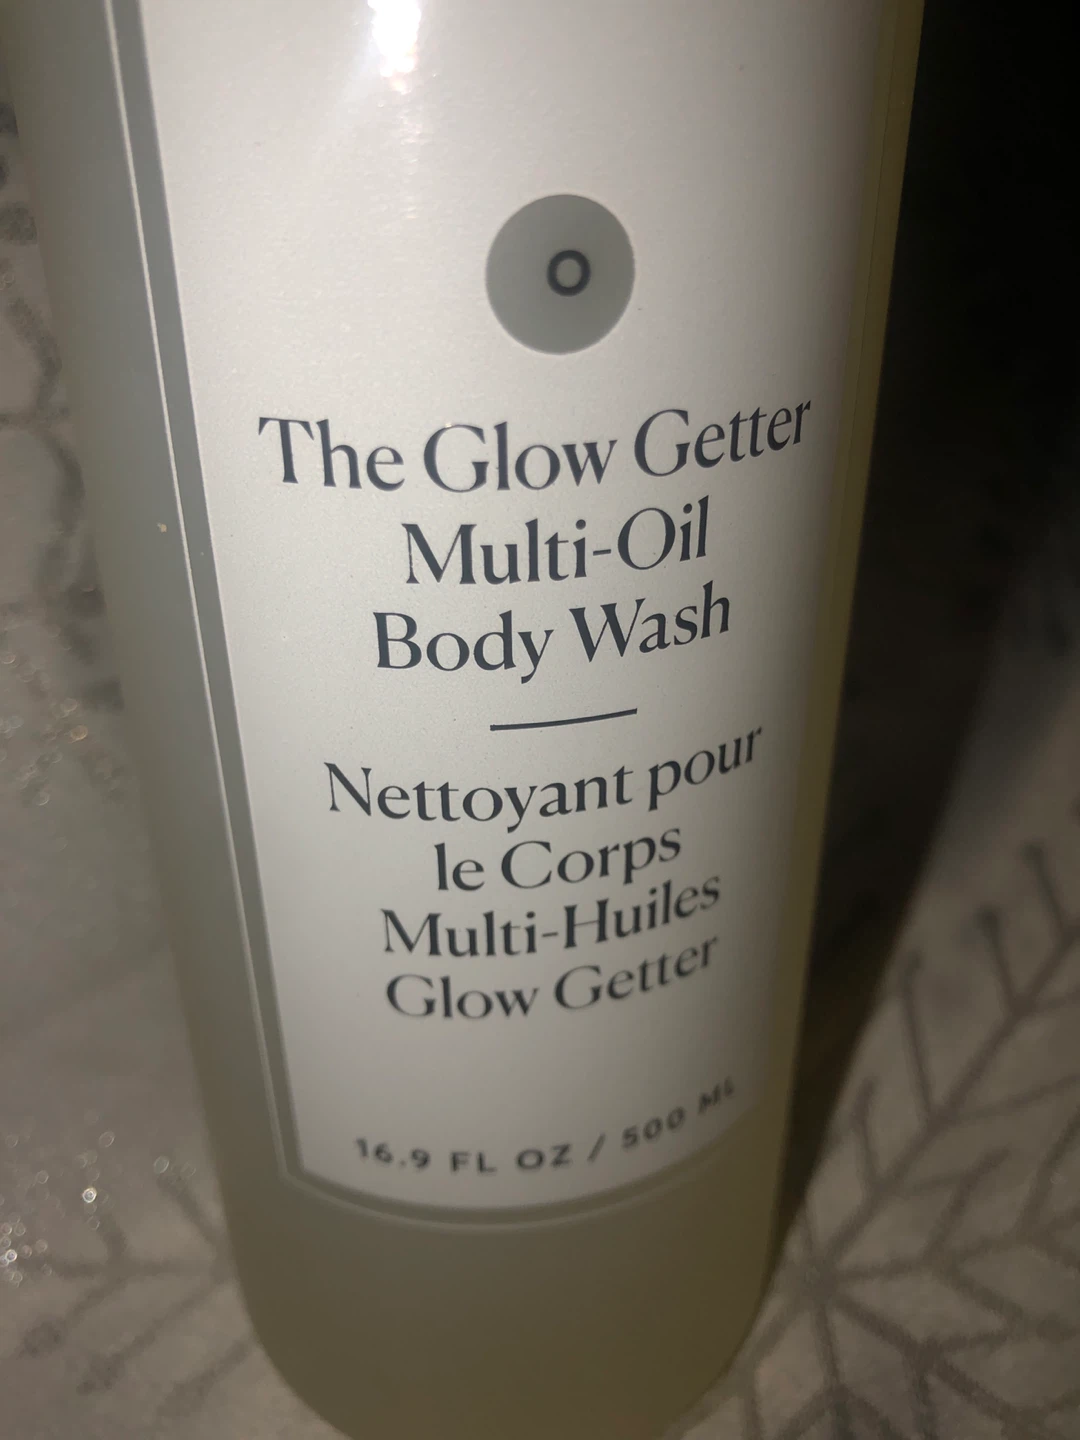 O
The Glow Getter
Multi-Oil
Body Wash
Nettoyant pour
le Corps
Multi-Huiles
Glow Getter
16.9 FL OZ / 500 ML